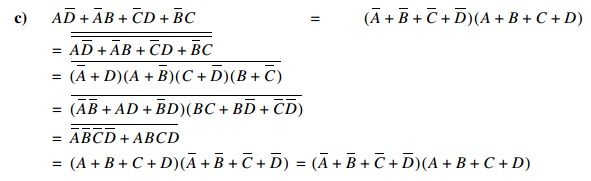 c) $A\overline{D} + \overline{A}B + \overline{C}D + \overline{B}C$ = $(\overline{A} + \overline{B} + \overline{C} + \overline{D})(A + B + C + D)$
= $\overline{\overline{A\overline{D} + \overline{A}B + \overline{C}D + \overline{B}C}}$
= $\overline{(\overline{A} + D)(A + \overline{B})(C + \overline{D})(B + \overline{C})}$
= $\overline{(\overline{A}\,\overline{B} + AD + \overline{B}D)(BC + B\overline{D} + \overline{C}\,\overline{D})}$
= $\overline{\overline{A}\,\overline{B}\,\overline{C}\,\overline{D} + ABCD}$
= $(A + B + C + D)(\overline{A} + \overline{B} + \overline{C} + \overline{D}) = (\overline{A} + \overline{B} + \overline{C} + \overline{D})(A + B + C + D)$